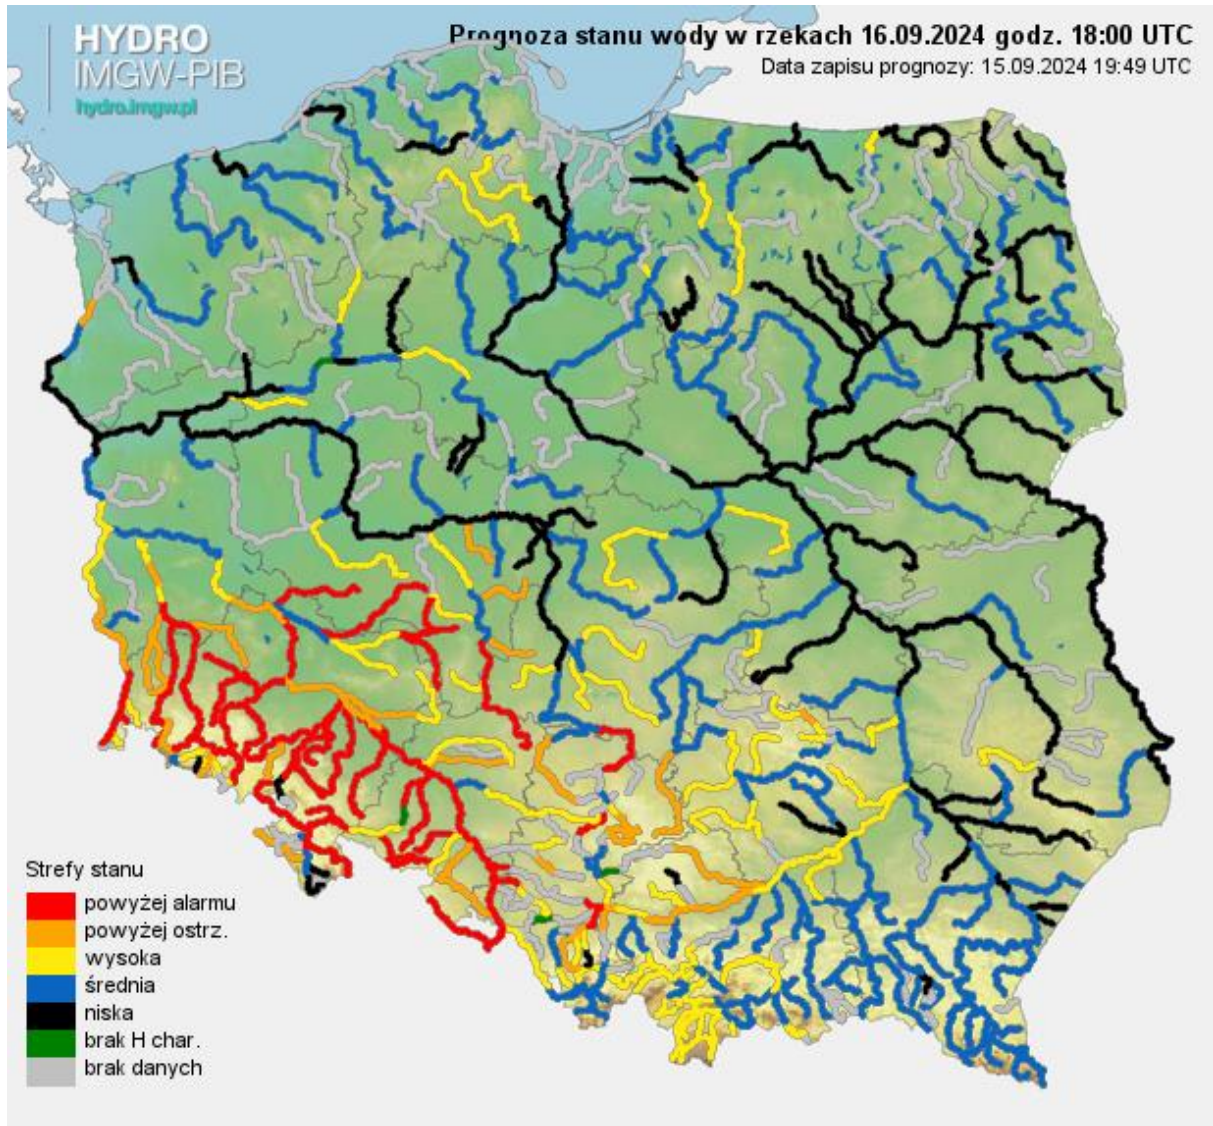 HYDRO
IMGW-PIB
hydro.imgw.pl
Prognoza stanu wody w rzekach 16.09.2024 godz. 18:00 UTC
Data zapisu prognozy: 15.09.2024 19:49 UTC
Strefy stanu
powyżej alarmu
powyżej ostrz.
wysoka
średnia
niska
brak H char.
brak danych